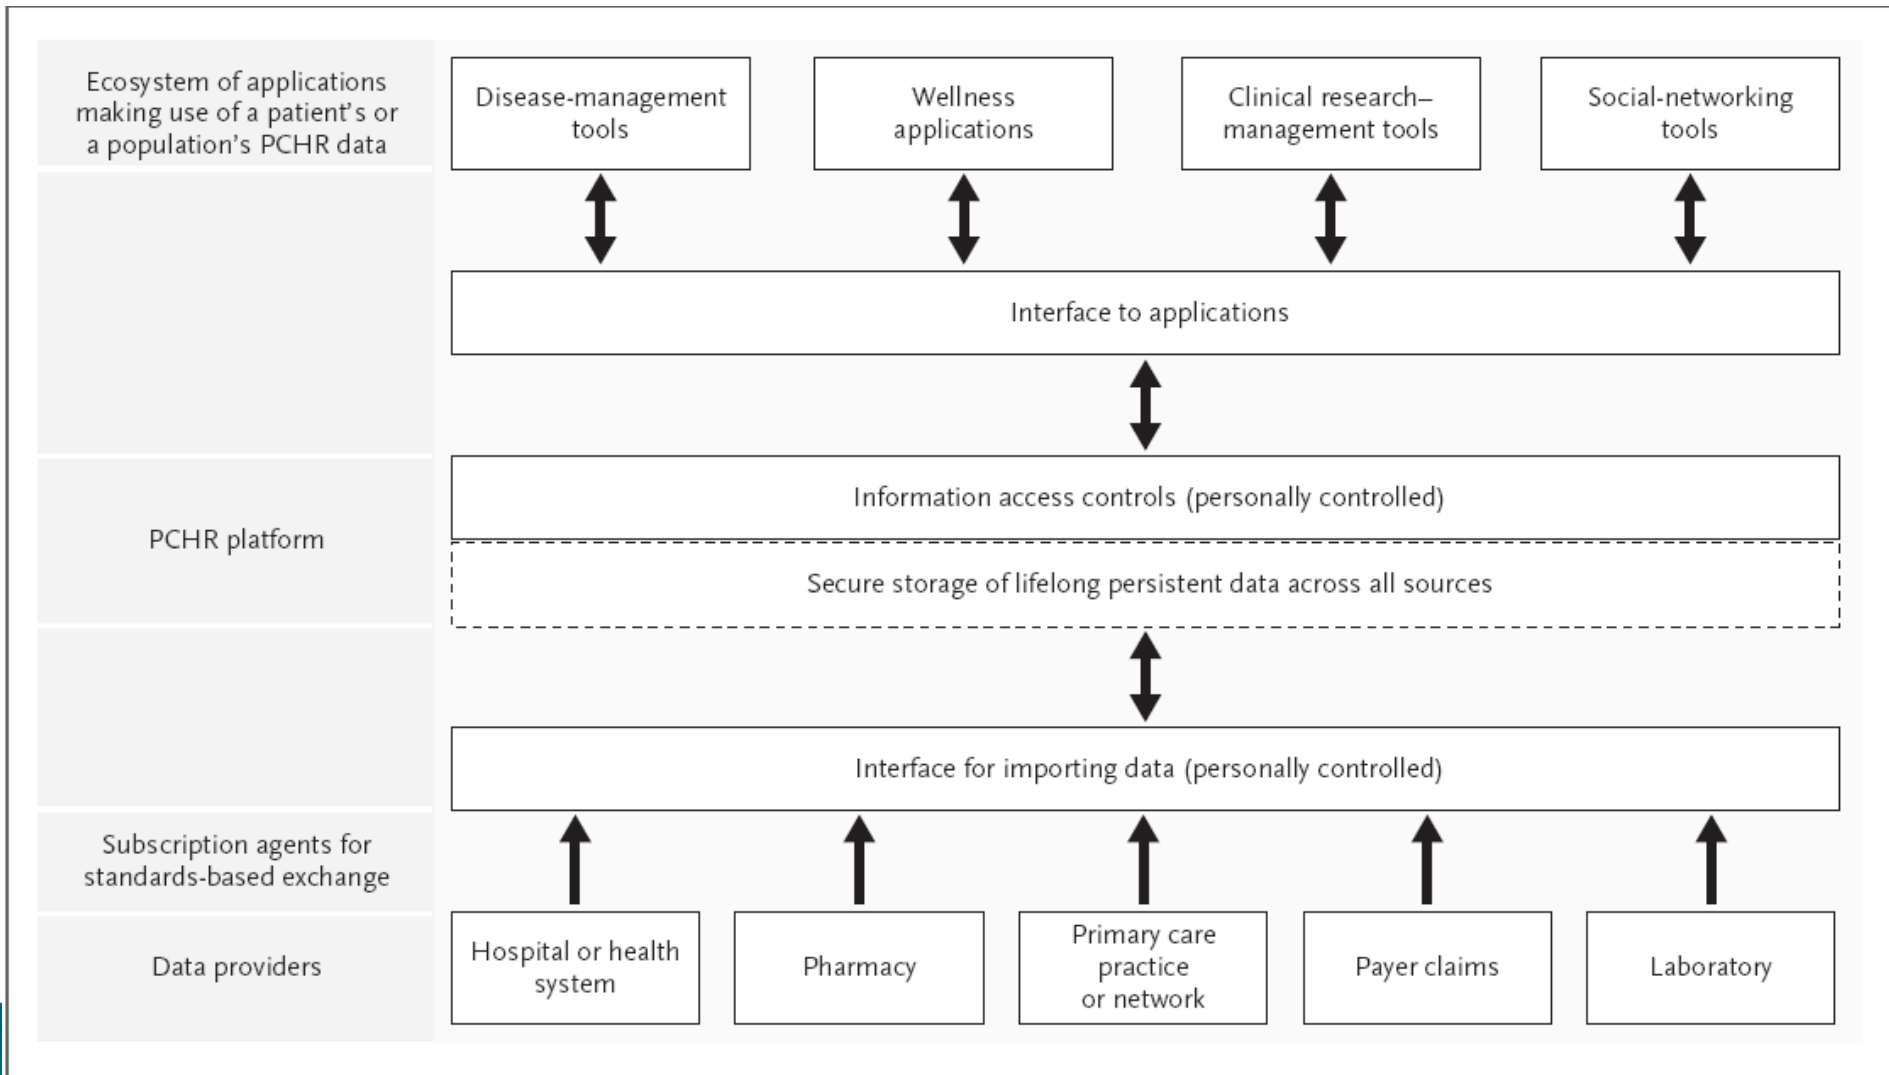 Ecosystem of applications
making use of a patient’s or
a population’s PCHR data
Disease-management
tools
Wellness
applications
Clinical research–
management tools
Social-networking
tools
Interface to applications
PCHR platform
Information access controls (personally controlled)
Secure storage of lifelong persistent data across all sources
Interface for importing data (personally controlled)
Subscription agents for
standards-based exchange
Data providers
Hospital or health
system
Pharmacy
Primary care
practice
or network
Payer claims
Laboratory